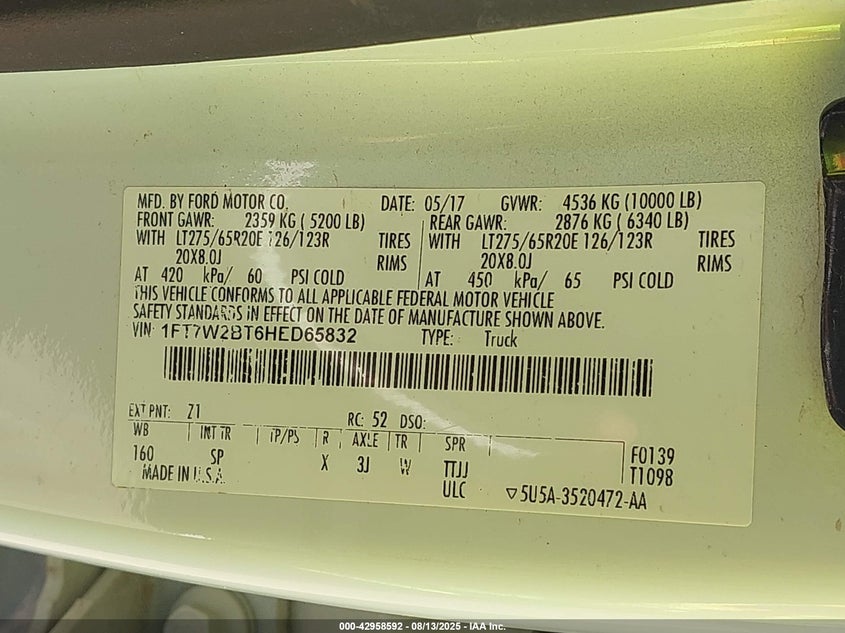 MFD. BY FORD MOTOR CO. DATE: 05/17 GVWR: 4536 KG (10000 LB)
FRONT GAWR: 2359 KG ( 5200 LB) REAR GAWR: 2876 KG ( 6340 LB)
WITH LT275/65R20E 126/123R TIRES WITH LT275/65R20E 126/123R TIRES
20X8.0J RIMS 20X8.0J RIMS
AT 420 kPa/ 60 PSI COLD AT 450 kPa/ 65 PSI COLD
THIS VEHICLE CONFORMS TO ALL APPLICABLE FEDERAL MOTOR VEHICLE
SAFETY STANDARDS IN EFFECT ON THE DATE OF MANUFACTURE SHOWN ABOVE.
VIN: 1FT7W2BT6HED65832 TYPE: Truck
EXT PNT: Z1 RC: 52 DSO:
WB INT TR TP/PS R AXLE TR SPR F0139
160 SP X 3J W TTJJ T1098
MADE IN U.S.A. ULC ▽5U5A-3520472-AA
000-42958592 - 08/13/2025 - IAA Inc.